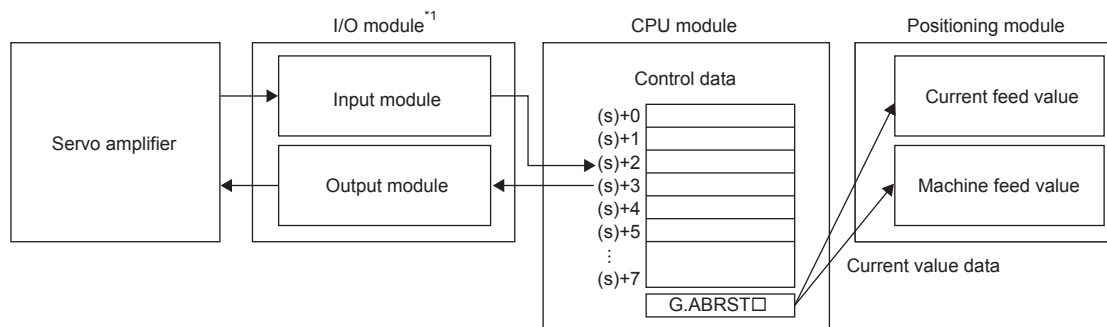 I/O module*1
CPU module
Positioning module
Servo amplifier
Input module
Output module
Control data
(s)+0
(s)+1
(s)+2
(s)+3
(s)+4
(s)+5
⋮
(s)+7
G.ABRST□
Current feed value
Machine feed value
Current value data